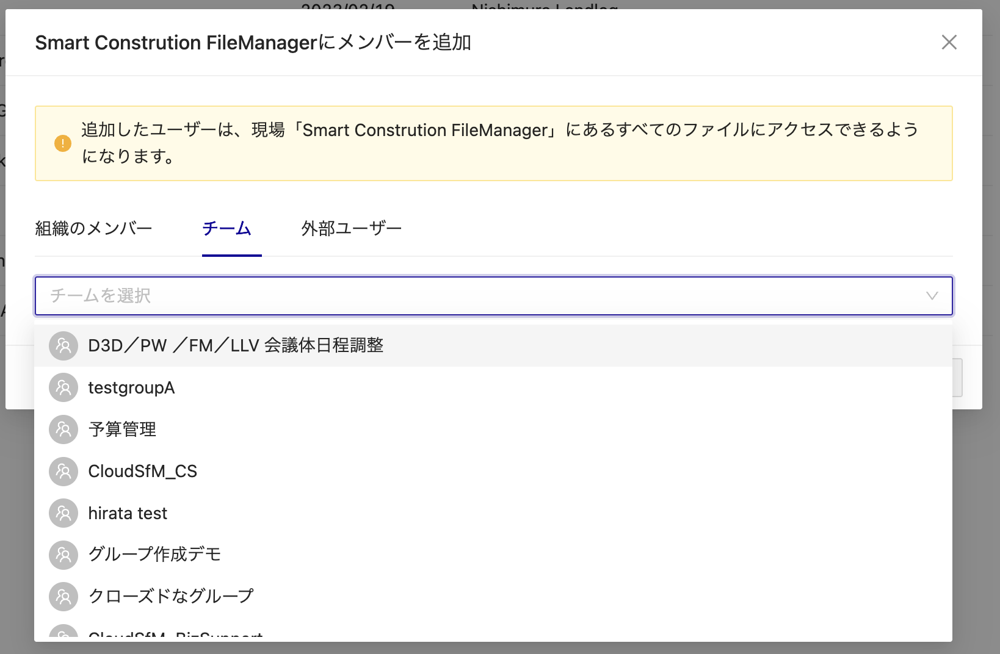 2023/02/19 Nishimura Landlog
Smart Constrution FileManagerにメンバーを追加
追加したユーザーは、現場「Smart Constrution FileManager」にあるすべてのファイルにアクセスできるよう
になります。
組織のメンバー チーム 外部ユーザー
チームを選択
D3D／PW ／FM／LLV 会議体日程調整
testgroupA
予算管理
CloudSfM_CS
hirata test
グループ作成デモ
クローズドなグループ
CloudSfM_BizSupport